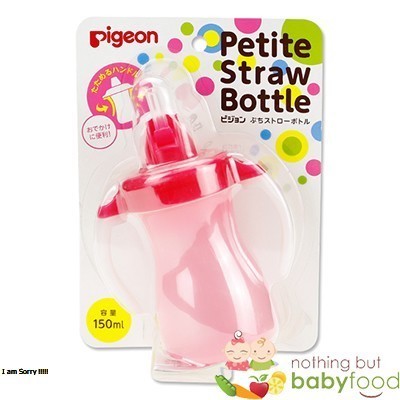 pigeon
Petite
Straw
Bottle
ピジョン ぷちストローボトル
たためるハンドル
おでかけ
に便利!
容量
150ml
I am Sorry !!!!!
nothing but
babyfood